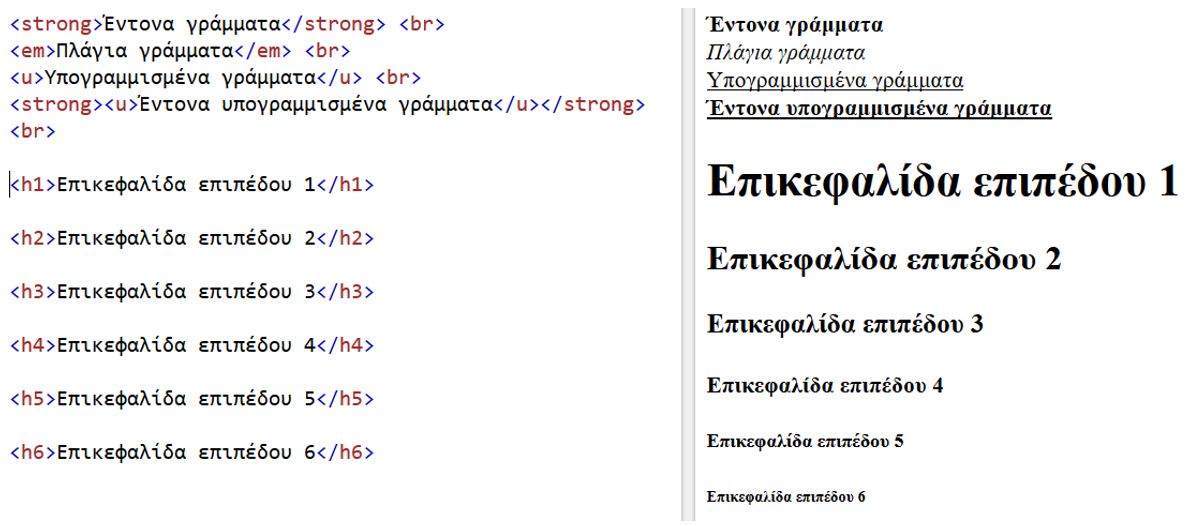 <strong>Έντονα γράμματα</strong> <br>
<em>Πλάγια γράμματα</em> <br>
<u>Υπογραμμισμένα γράμματα</u> <br>
<strong><u>Έντονα υπογραμμισμένα γράμματα</u></strong>
<br>
<h1>Επικεφαλίδα επιπέδου 1</h1>
<h2>Επικεφαλίδα επιπέδου 2</h2>
<h3>Επικεφαλίδα επιπέδου 3</h3>
<h4>Επικεφαλίδα επιπέδου 4</h4>
<h5>Επικεφαλίδα επιπέδου 5</h5>
<h6>Επικεφαλίδα επιπέδου 6</h6>
Έντονα γράμματα
Πλάγια γράμματα
Υπογραμμισμένα γράμματα
Έντονα υπογραμμισμένα γράμματα
Επικεφαλίδα επιπέδου 1
Επικεφαλίδα επιπέδου 2
Επικεφαλίδα επιπέδου 3
Επικεφαλίδα επιπέδου 4
Επικεφαλίδα επιπέδου 5
Επικεφαλίδα επιπέδου 6